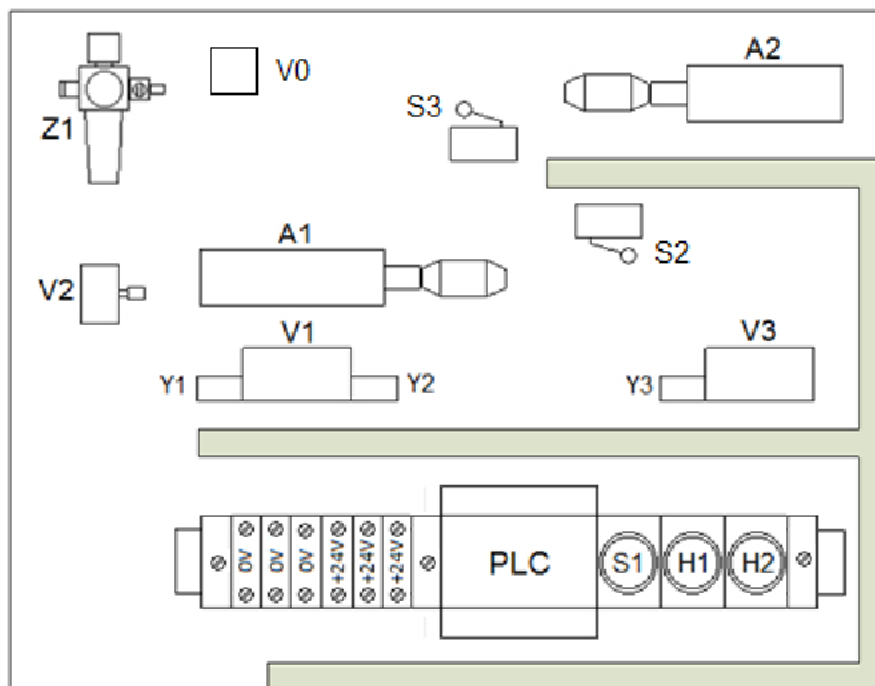 A2
V0
S3
Z1
A1
S2
V2
V1
V3
Y1
Y2
Y3
0V
0V
0V
+24V
+24V
+24V
PLC
S1
H1
H2